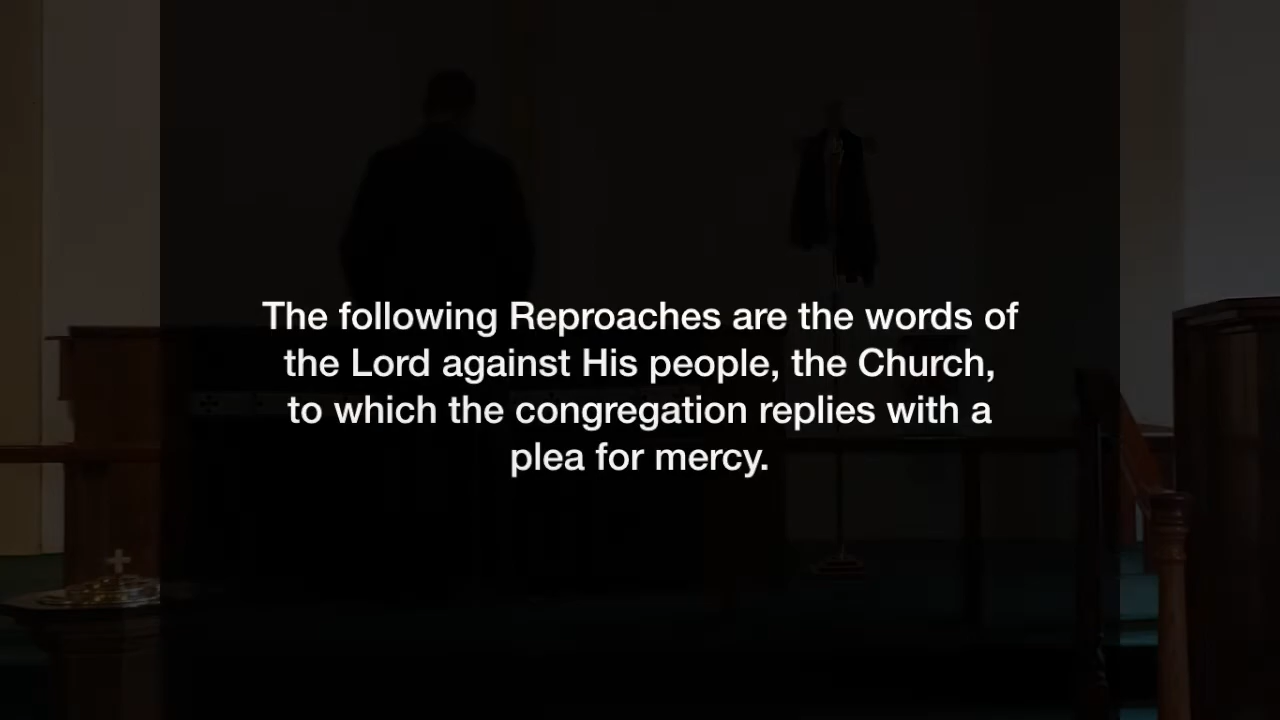 The following Reproaches are the words of
the Lord against His people, the Church,
to which the congregation replies with a
plea for mercy.